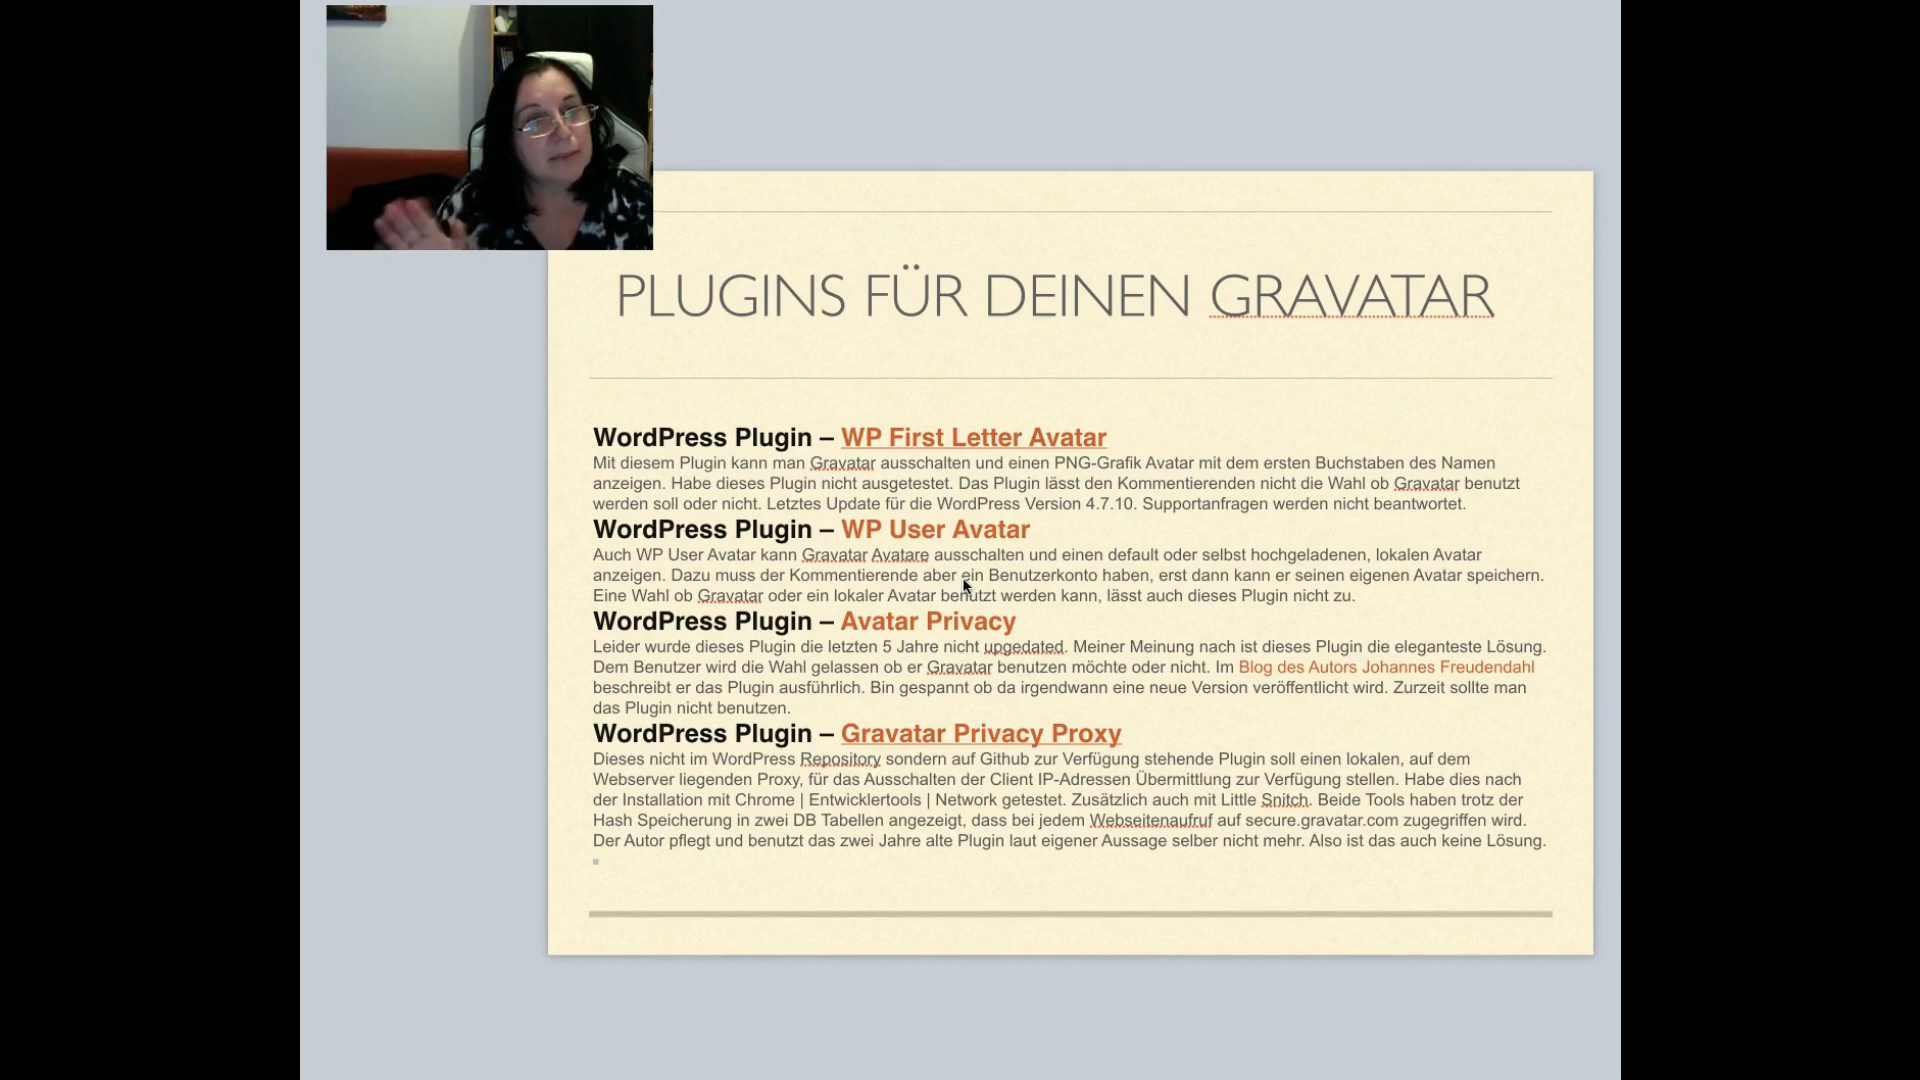 PLUGINS FÜR DEINEN GRAVATAR
WordPress Plugin – WP First Letter Avatar
Mit diesem Plugin kann man Gravatar ausschalten und einen PNG-Grafik Avatar mit dem ersten Buchstaben des Namen
anzeigen. Habe dieses Plugin nicht ausgetestet. Das Plugin lässt den Kommentierenden nicht die Wahl ob Gravatar benutzt
werden soll oder nicht. Letztes Update für die WordPress Version 4.7.10. Supportanfragen werden nicht beantwortet.
WordPress Plugin – WP User Avatar
Auch WP User Avatar kann Gravatar Avatare ausschalten und einen default oder selbst hochgeladenen, lokalen Avatar
anzeigen. Dazu muss der Kommentierende aber ein Benutzerkonto haben, erst dann kann er seinen eigenen Avatar speichern.
Eine Wahl ob Gravatar oder ein lokaler Avatar benutzt werden kann, lässt auch dieses Plugin nicht zu.
WordPress Plugin – Avatar Privacy
Leider wurde dieses Plugin die letzten 5 Jahre nicht upgedated. Meiner Meinung nach ist dieses Plugin die eleganteste Lösung.
Dem Benutzer wird die Wahl gelassen ob er Gravatar benutzen möchte oder nicht. Im Blog des Autors Johannes Freudendahl
beschreibt er das Plugin ausführlich. Bin gespannt ob da irgendwann eine neue Version veröffentlicht wird. Zurzeit sollte man
das Plugin nicht benutzen.
WordPress Plugin – Gravatar Privacy Proxy
Dieses nicht im WordPress Repository sondern auf Github zur Verfügung stehende Plugin soll einen lokalen, auf dem
Webserver liegenden Proxy, für das Ausschalten der Client IP-Adressen Übermittlung zur Verfügung stellen. Habe dies nach
der Installation mit Chrome | Entwicklertools | Network getestet. Zusätzlich auch mit Little Snitch. Beide Tools haben trotz der
Hash Speicherung in zwei DB Tabellen angezeigt, dass bei jedem Webseitenaufruf auf secure.gravatar.com zugegriffen wird.
Der Autor pflegt und benutzt das zwei Jahre alte Plugin laut eigener Aussage selber nicht mehr. Also ist das auch keine Lösung.